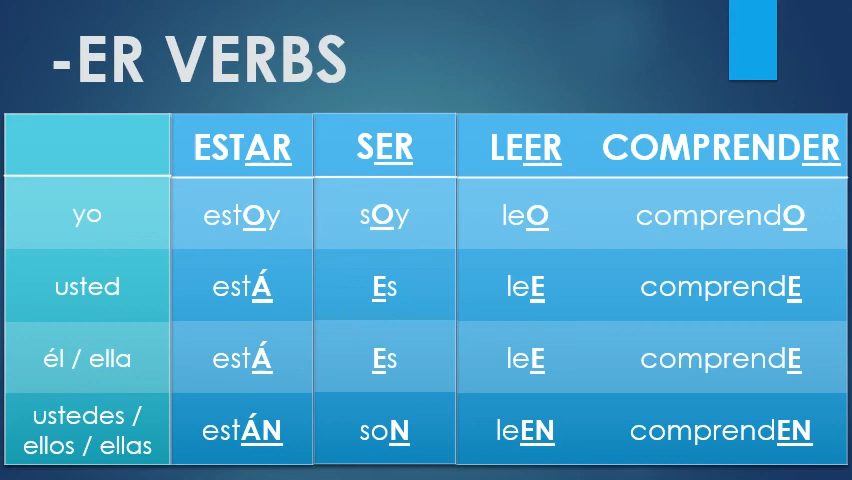 -ER VERBS
ESTAR SER LEER COMPRENDER
yo estOy sOy leO comprendO
usted estÁ Es leE comprendE
él / ella estÁ Es leE comprendE
ustedes /
ellos / ellas estÁN soN leEN comprendEN